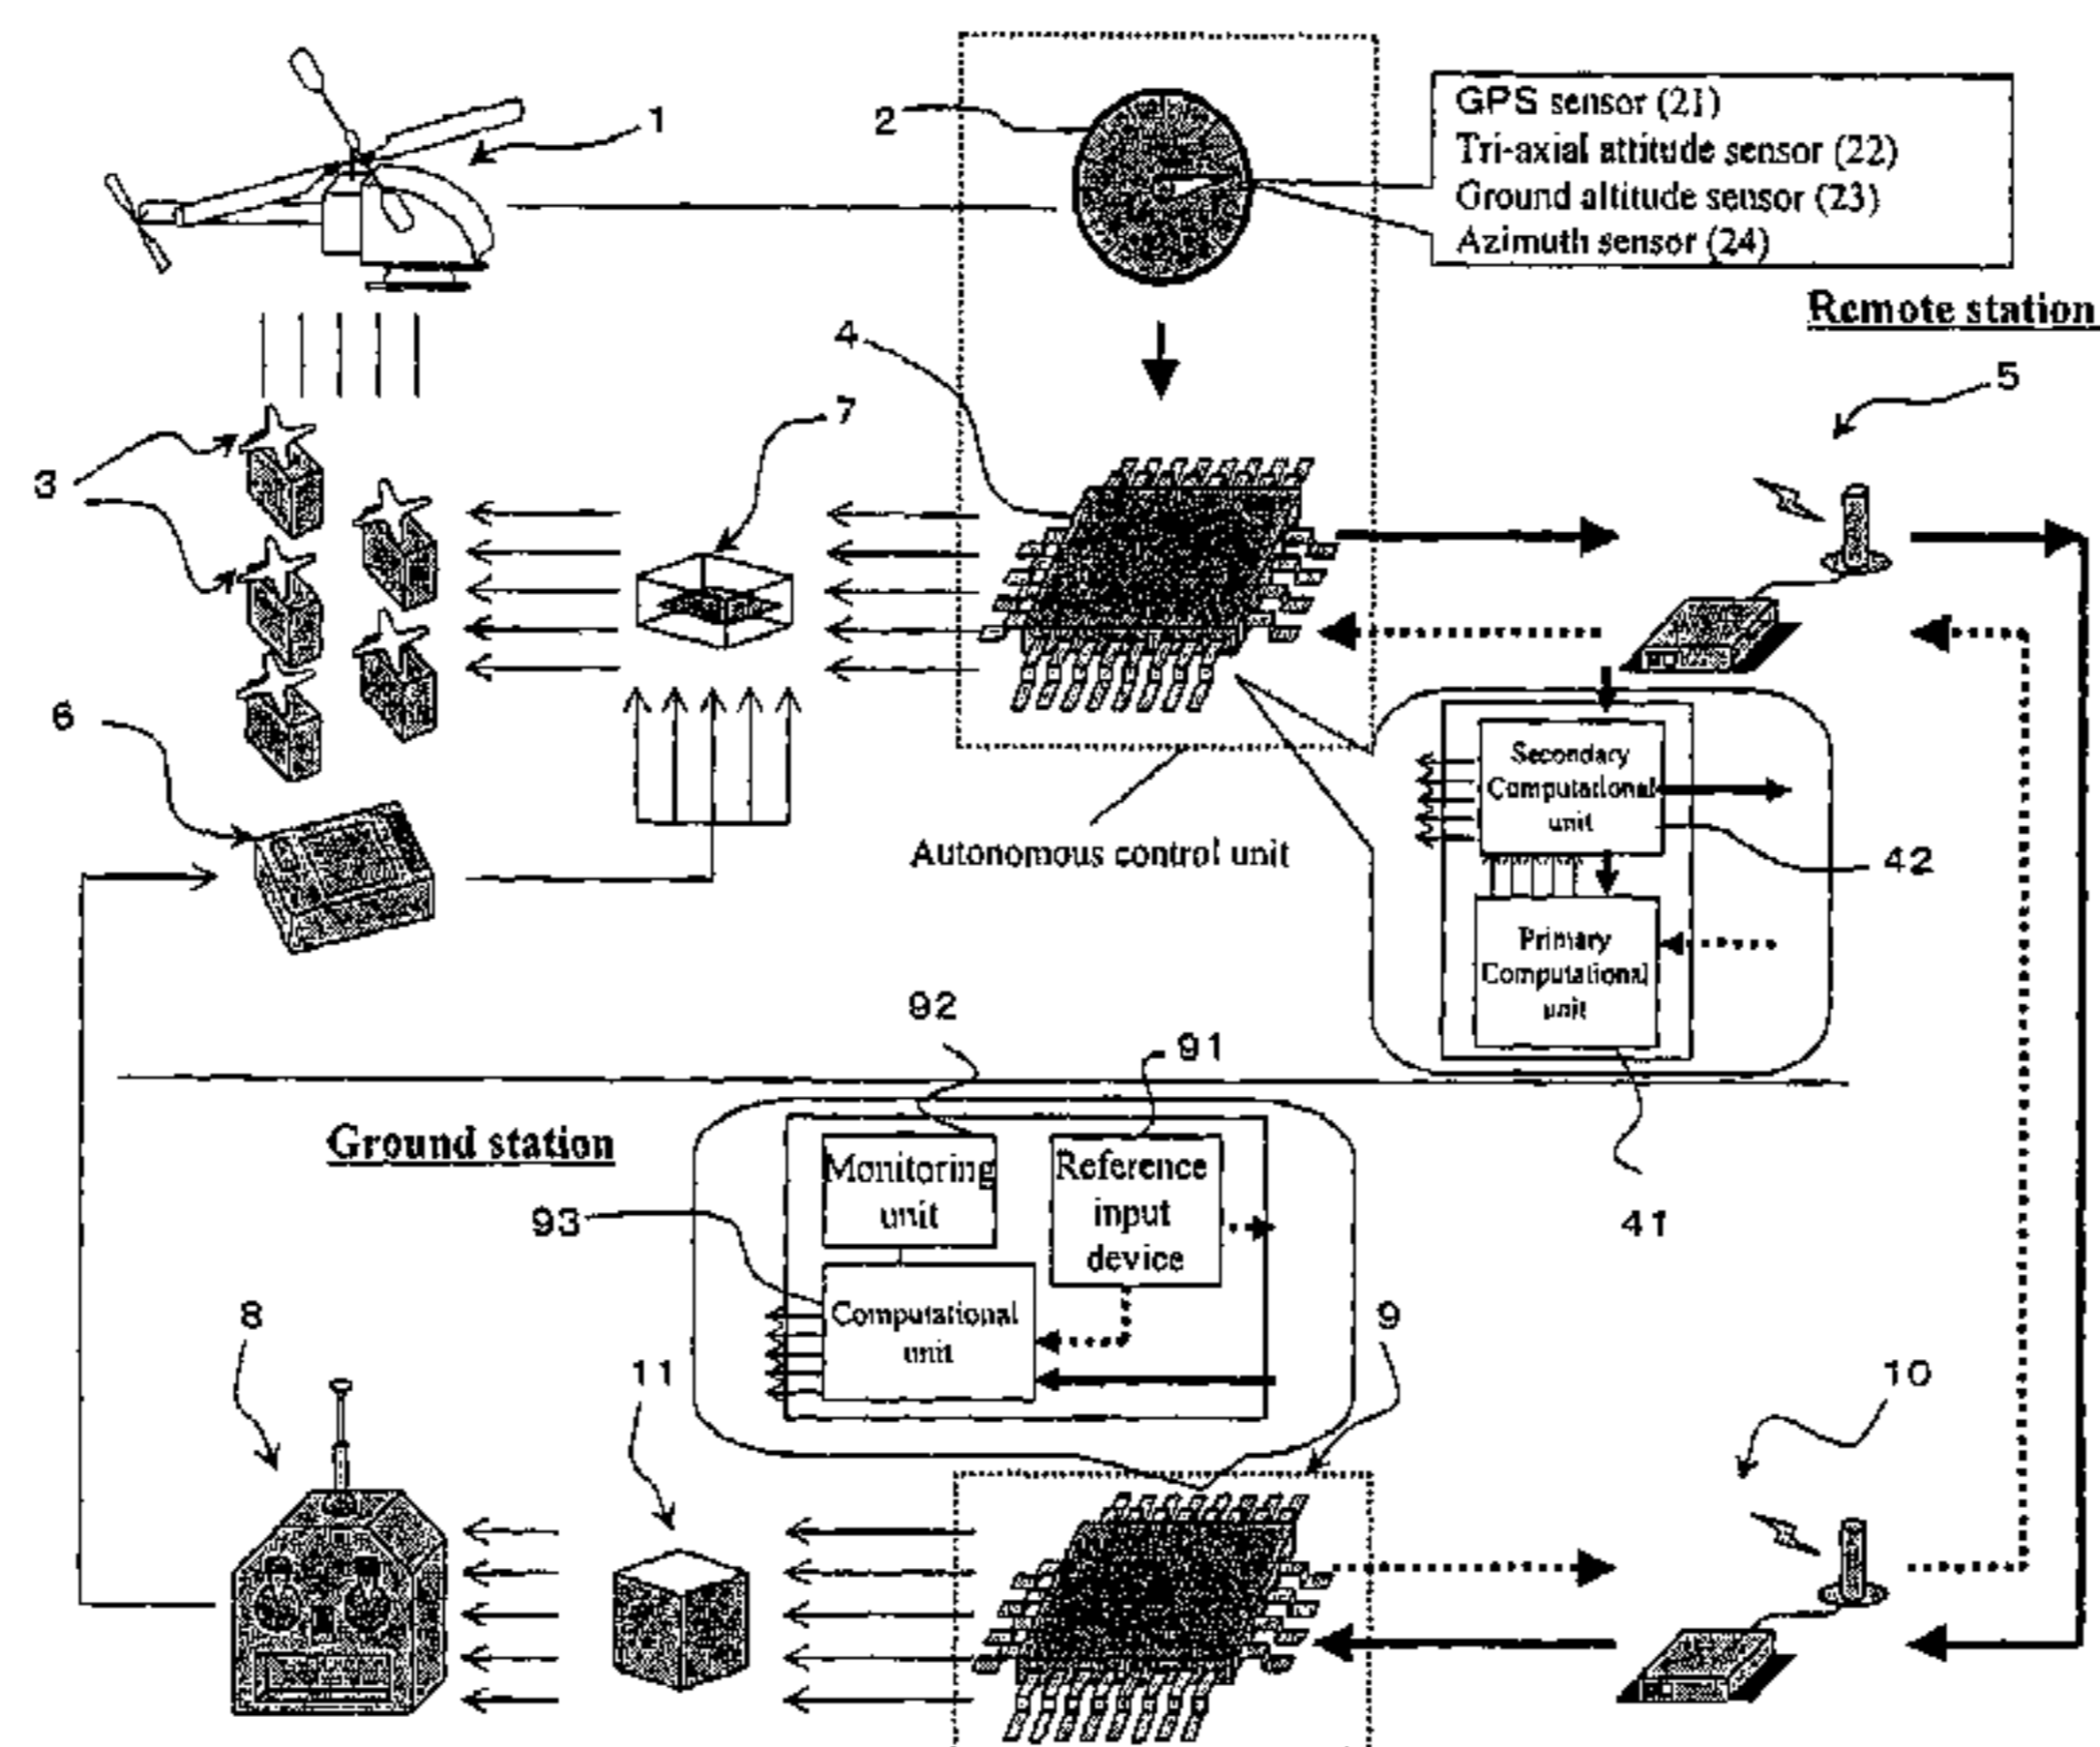 1
2
GPS sensor (21)
Tri-axial attitude sensor (22)
Ground altitude sensor (23)
Azimuth sensor (24)
Remote station
4
5
7
3
6
Secondary
Computational
unit
Autonomous control unit
42
Primary
Computational
unit
92
91
Ground station
Monitoring
unit
Reference
input
device
93
41
Computational
unit
8
11
9
10